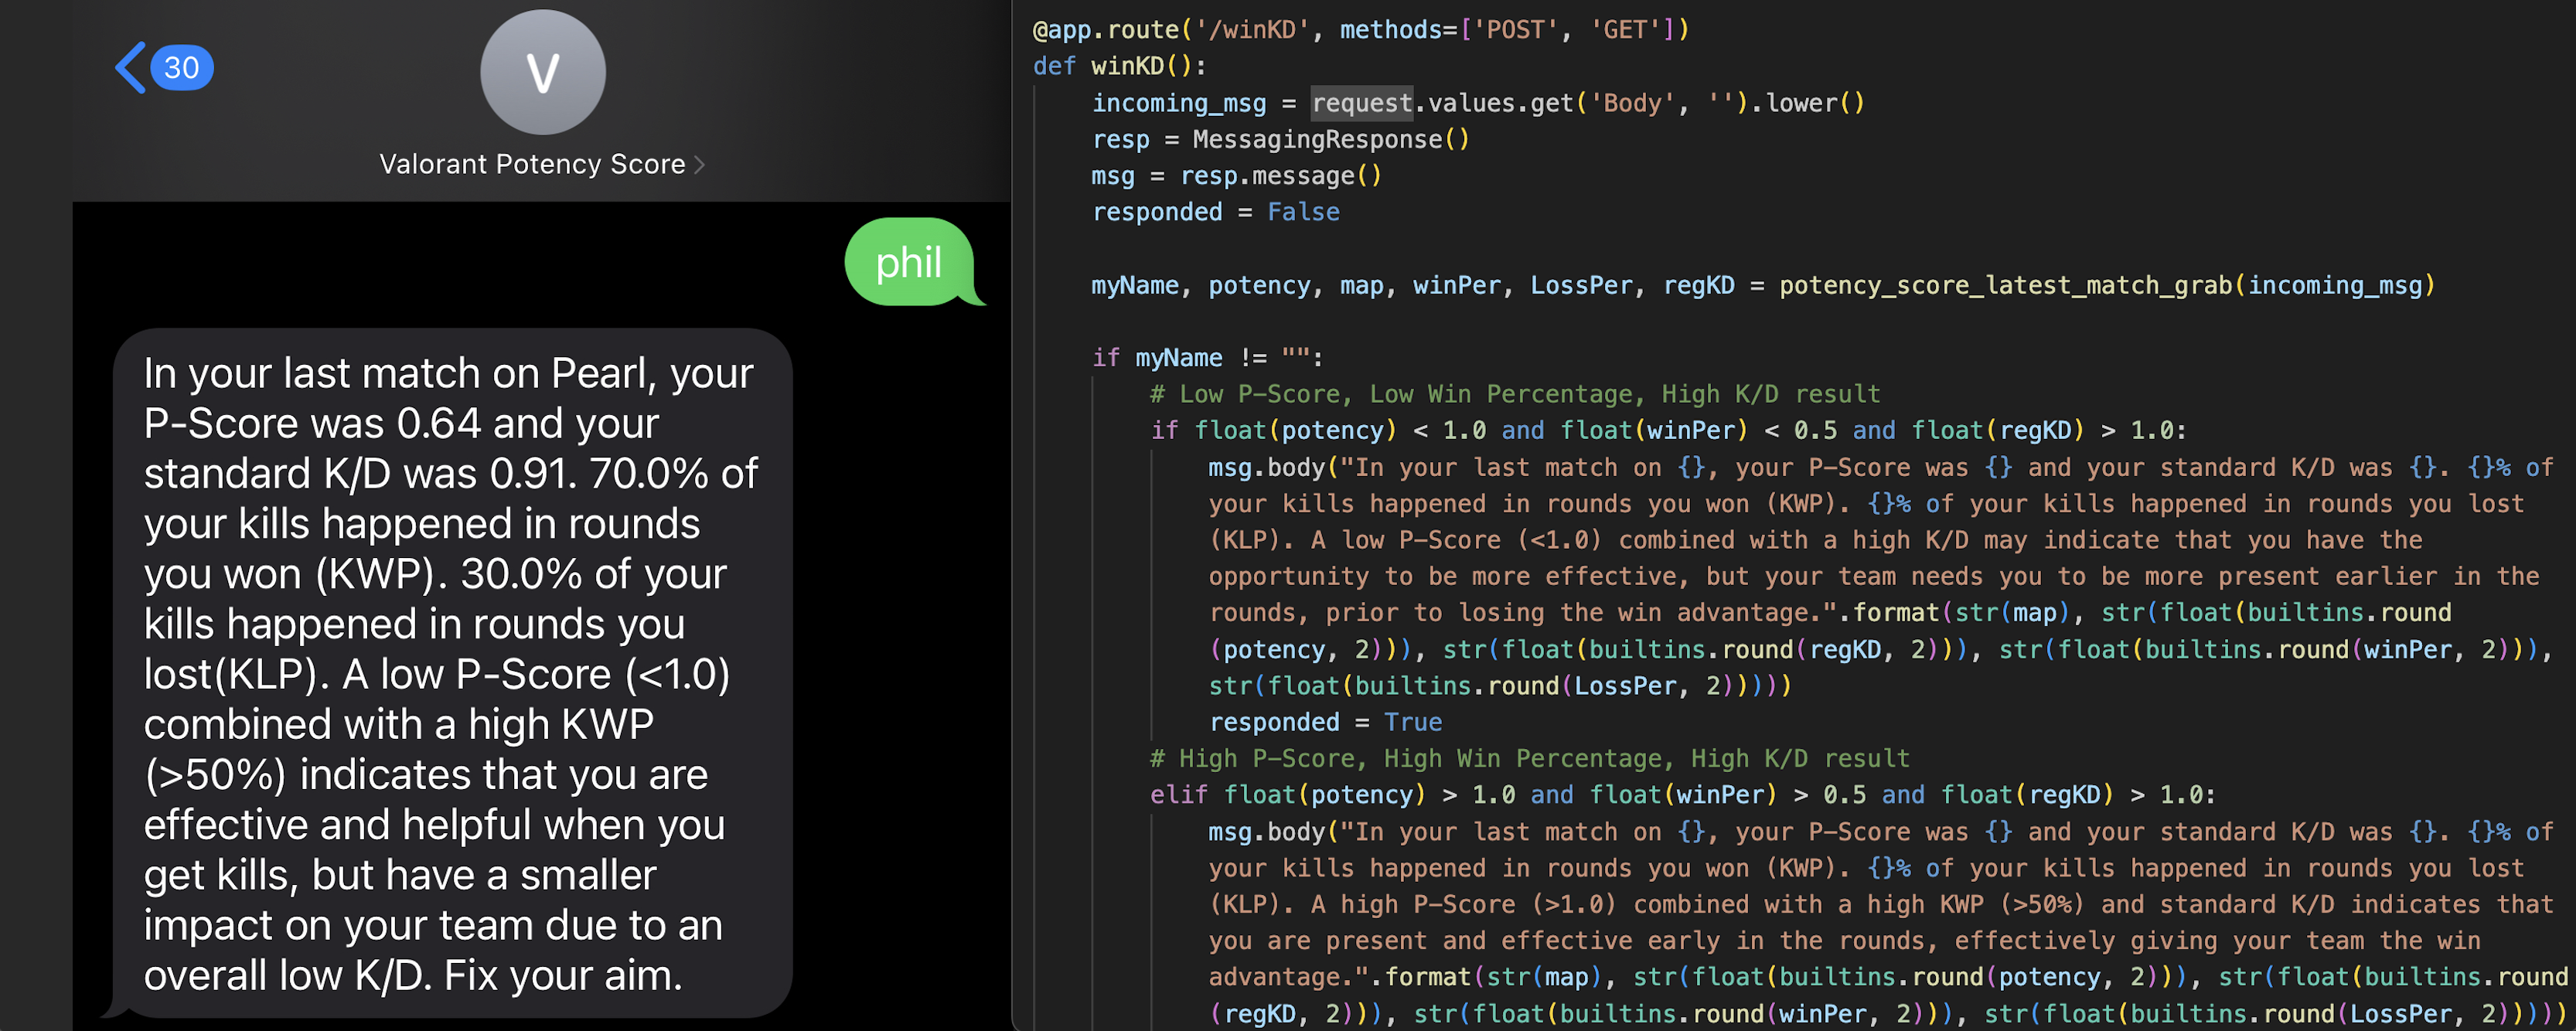 30
V
Valorant Potency Score >
phil
In your last match on Pearl, your
P-Score was 0.64 and your
standard K/D was 0.91. 70.0% of
your kills happened in rounds
you won (KWP). 30.0% of your
kills happened in rounds you
lost(KLP). A low P-Score (<1.0)
combined with a high KWP
(>50%) indicates that you are
effective and helpful when you
get kills, but have a smaller
impact on your team due to an
overall low K/D. Fix your aim.
@app.route('/winKD', methods=['POST', 'GET'])
def winKD():
    incoming_msg = request.values.get('Body', '').lower()
    resp = MessagingResponse()
    msg = resp.message()
    responded = False
    myName, potency, map, winPer, LossPer, regKD = potency_score_latest_match_grab(incoming_msg)
    if myName != "":
        # Low P-Score, Low Win Percentage, High K/D result
        if float(potency) < 1.0 and float(winPer) < 0.5 and float(regKD) > 1.0:
            msg.body("In your last match on {}, your P-Score was {} and your standard K/D was {}. {}% of
            your kills happened in rounds you won (KWP). {}% of your kills happened in rounds you lost
            (KLP). A low P-Score (<1.0) combined with a high K/D may indicate that you have the
            opportunity to be more effective, but your team needs you to be more present earlier in the
            rounds, prior to losing the win advantage.".format(str(map), str(float(builtins.round
            (potency, 2))), str(float(builtins.round(regKD, 2))), str(float(builtins.round(winPer, 2))),
            str(float(builtins.round(LossPer, 2)))))
            responded = True
        # High P-Score, High Win Percentage, High K/D result
        elif float(potency) > 1.0 and float(winPer) > 0.5 and float(regKD) > 1.0:
            msg.body("In your last match on {}, your P-Score was {} and your standard K/D was {}. {}% of
            your kills happened in rounds you won (KWP). {}% of your kills happened in rounds you lost
            (KLP). A high P-Score (>1.0) combined with a high KWP (>50%) and standard K/D indicates that
            you are present and effective early in the rounds, effectively giving your team the win
            advantage.".format(str(map), str(float(builtins.round(potency, 2))), str(float(builtins.round
            (regKD, 2))), str(float(builtins.round(winPer, 2))), str(float(builtins.round(LossPer, 2)))))